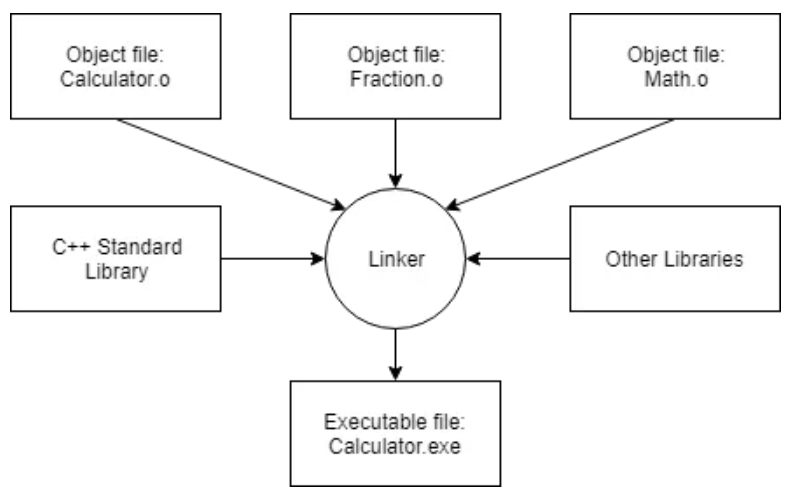 Object file:
Calculator.o
Object file:
Fraction.o
Object file:
Math.o
C++ Standard
Library
Linker
Other Libraries
Executable file:
Calculator.exe